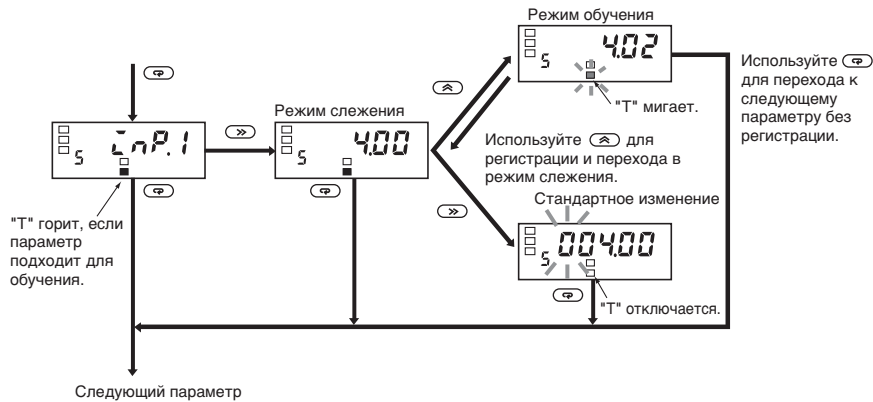 Режим обучения
S 4.02
"Т" мигает.
Используйте
для перехода к
следующему
параметру без
регистрации.
Режим слежения
S inP.1
S 4.00
Используйте для
регистрации и перехода в
режим слежения.
Стандартное изменение
S 004.00
"Т" горит, если
параметр
подходит для
обучения.
"Т" отключается.
Следующий параметр